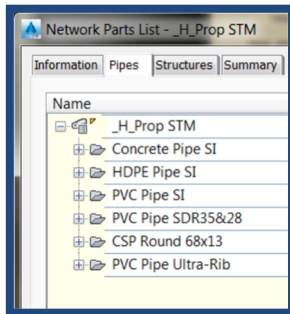 Network Parts List - _H_Prop STM
Information Pipes Structures Summary
Name
_H_Prop STM
Concrete Pipe SI
HDPE Pipe SI
PVC Pipe SI
PVC Pipe SDR35&28
CSP Round 68x13
PVC Pipe Ultra-Rib